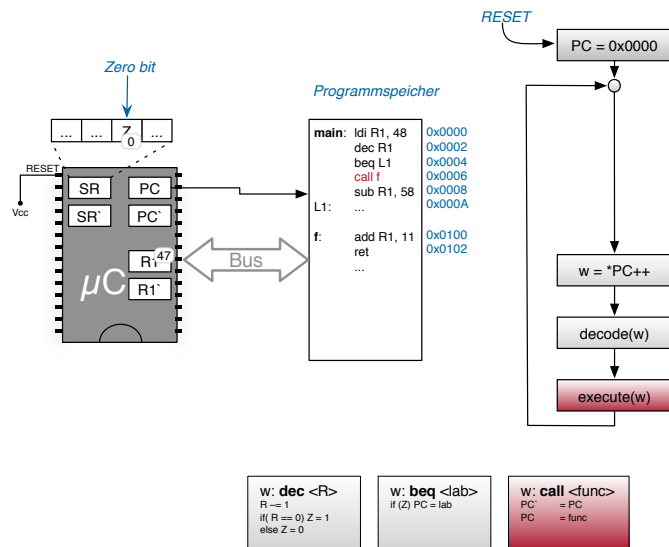 RESET
PC = 0x0000
Zero bit
Programmspeicher
... ... Z ...
0
main: ldi R1, 48 0x0000
dec R1 0x0002
beq L1 0x0004
call f 0x0006
sub R1, 58 0x0008
L1: ... 0x000A
f: add R1, 11 0x0100
ret 0x0102
...
RESET
Vcc
SR PC
SR` PC`
R1 47
R1`
µC
Bus
w = *PC++
decode(w)
execute(w)
w: dec <R>
R –= 1
if( R == 0) Z = 1
else Z = 0
w: beq <lab>
if (Z) PC = lab
w: call <func>
PC` = PC
PC = func